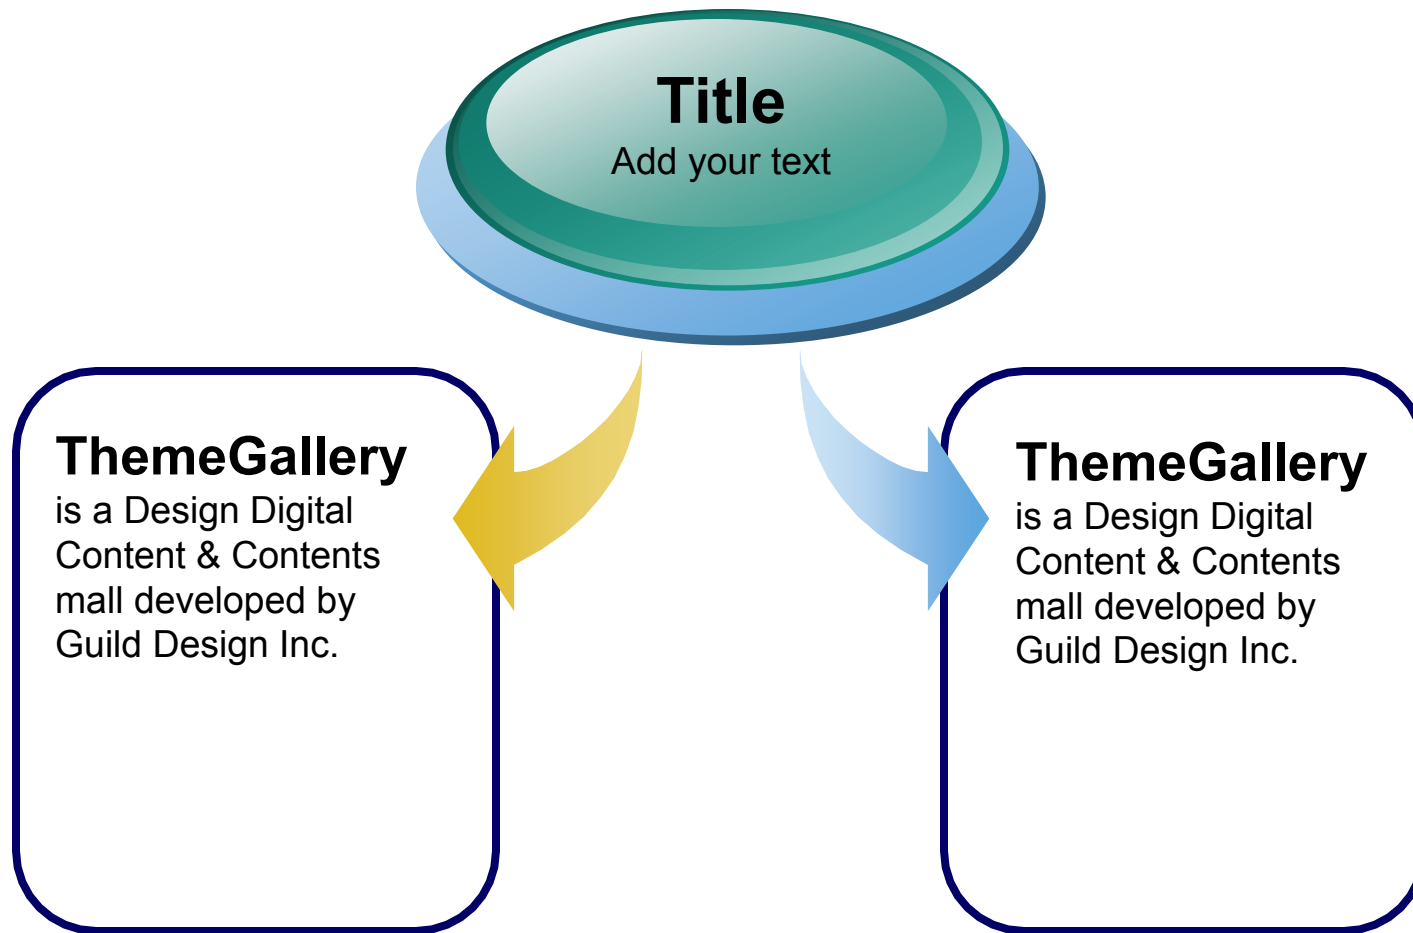 Title
Add your text
ThemeGallery
is a Design Digital
Content & Contents
mall developed by
Guild Design Inc.
ThemeGallery
is a Design Digital
Content & Contents
mall developed by
Guild Design Inc.